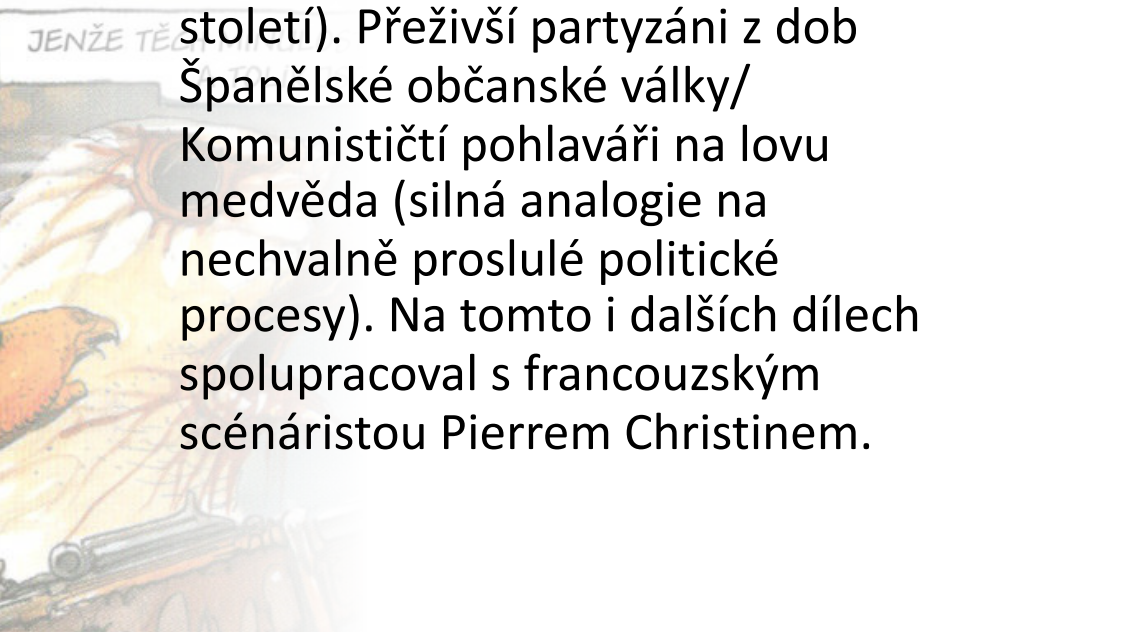 JENŽE TĚCH
století). Přeživší partyzáni z dob
Španělské občanské války/
Komunističtí pohlaváři na lovu
medvěda (silná analogie na
nechvalně proslulé politické
procesy). Na tomto i dalších dílech
spolupracoval s francouzským
scénáristou Pierrem Christinem.